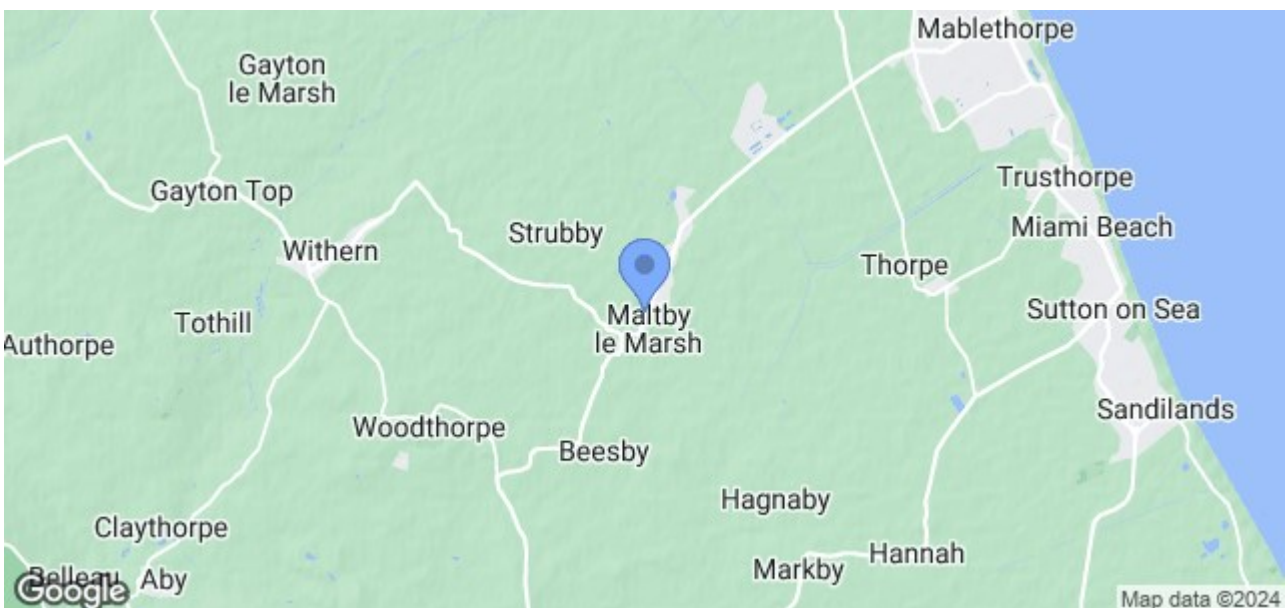 Mablethorpe
Gayton
le Marsh
Trusthorpe
Gayton Top
Miami Beach
Strubby
Withern
Thorpe
Maltby
le Marsh
Sutton on Sea
Tothill
Authorpe
Sandilands
Woodthorpe
Beesby
Hagnaby
Claythorpe
Hannah
Markby
Belleau
Aby
Google
Map data ©2024